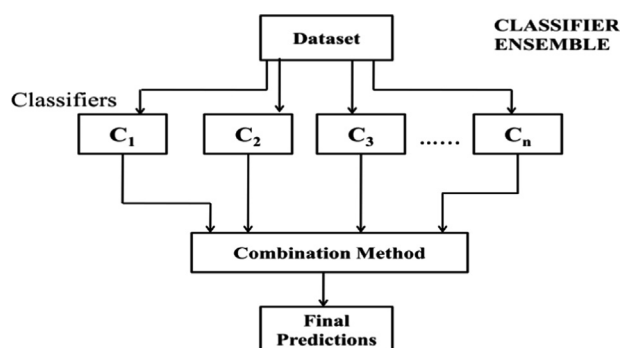 Dataset
CLASSIFIER
ENSEMBLE
Classifiers
C₁
C₂
C₃
......
Cₙ
Combination Method
Final
Predictions